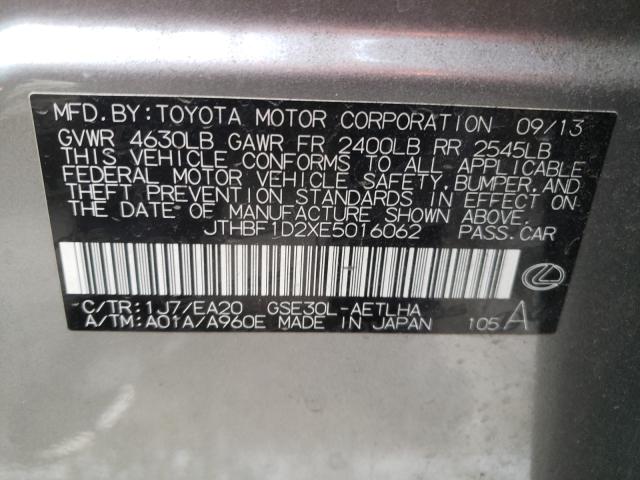 MFD. BY: TOYOTA MOTOR CORPORATION 09/13
GVWR 4630LB GAWR FR 2400LB RR 2545LB
THIS VEHICLE CONFORMS TO ALL APPLICABLE
FEDERAL MOTOR VEHICLE SAFETY, BUMPER, AND
THEFT PREVENTION STANDARDS IN EFFECT ON
THE DATE OF MANUFACTURE SHOWN ABOVE.
JTHBF1D2XE5016062 PASS. CAR
C/TR: 1J7/EA20 GSE30L-AETLHA
A/TM: A01A/A960E MADE IN JAPAN 105 A